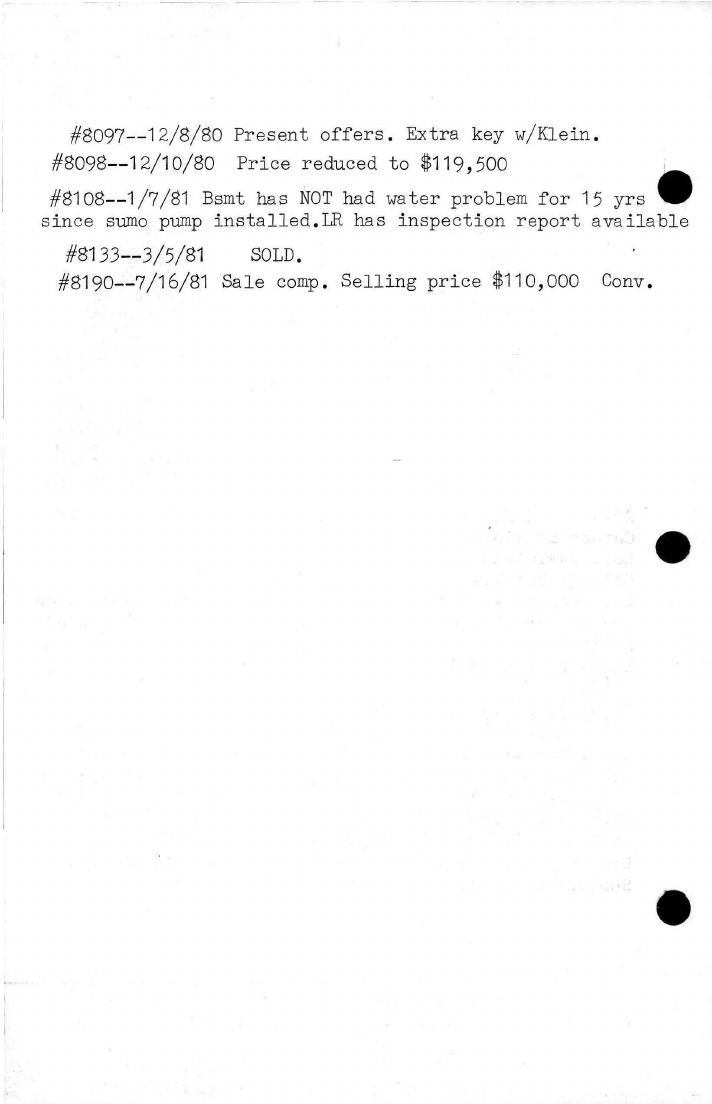 #8097--12/8/80 Present offers. Extra key w/Klein.
#8098--12/10/80 Price reduced to $119,500
#8108--1/7/81 Bsmt has NOT had water problem for 15 yrs
since sumo pump installed.LR has inspection report available
#8133--3/5/81 SOLD.
#8190--7/16/81 Sale comp. Selling price $110,000 Conv.